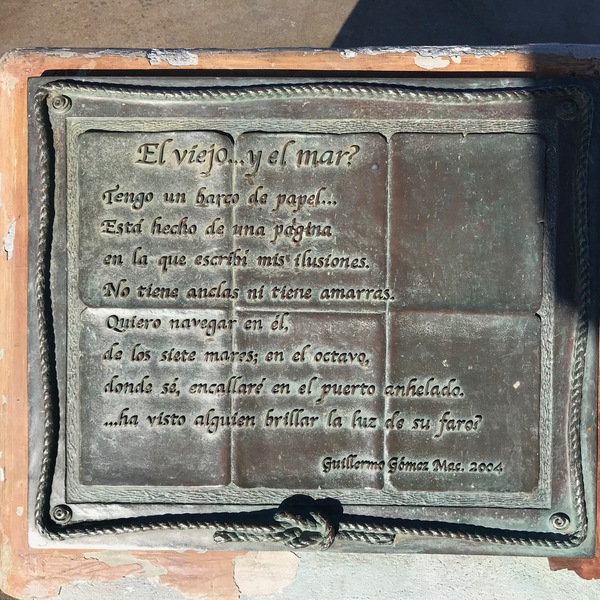 El viejo...y el mar?
Tengo un barco de papel...
Está hecho de una página
en la que escribí mis ilusiones.
No tiene anclas ni tiene amarras.
Quiero navegar en él,
de los siete mares; en el octavo,
donde sé, encallaré en el puerto anhelado.
...ha visto alguien brillar la luz de su faro?
Guillermo Gómez Mac. 2004